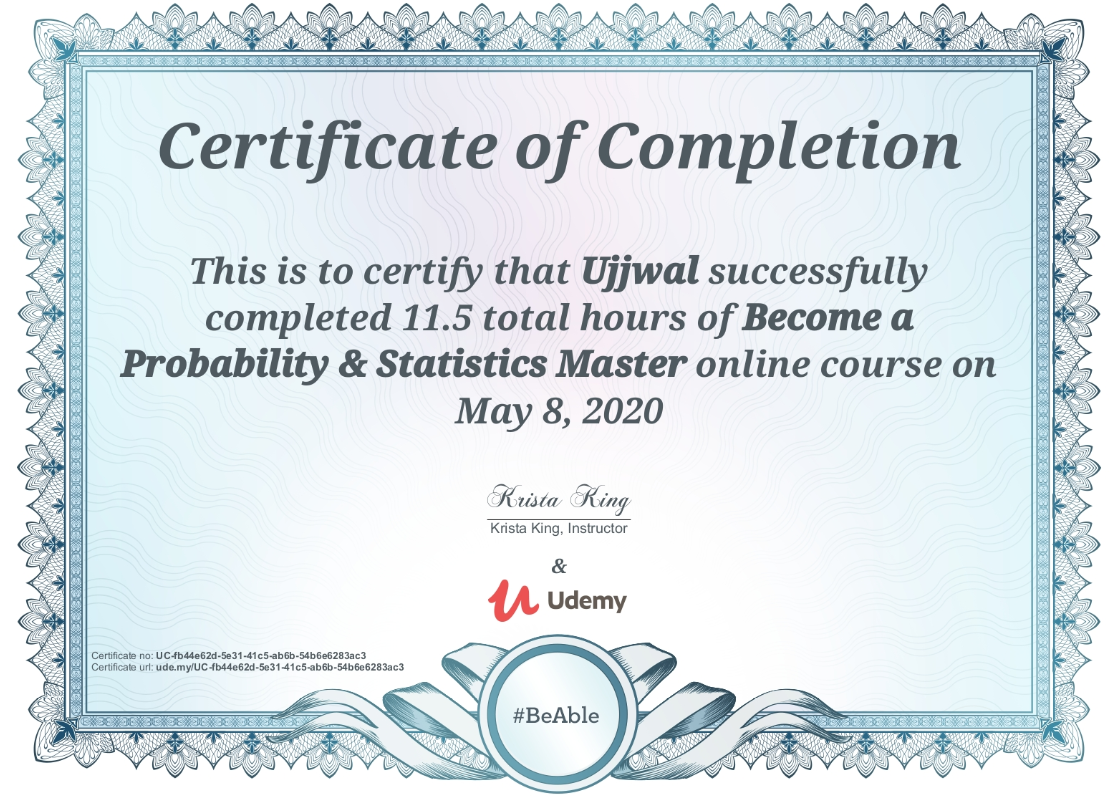 Certificate of Completion
This is to certify that Ujjwal successfully
completed 11.5 total hours of Become a
Probability & Statistics Master online course on
May 8, 2020
Krista King
Krista King, Instructor
&
Udemy
Certificate no: UC-fb44e62d-5e31-41c5-ab6b-54b6e6283ac3
Certificate url: ude.my/UC-fb44e62d-5e31-41c5-ab6b-54b6e6283ac3
#BeAble